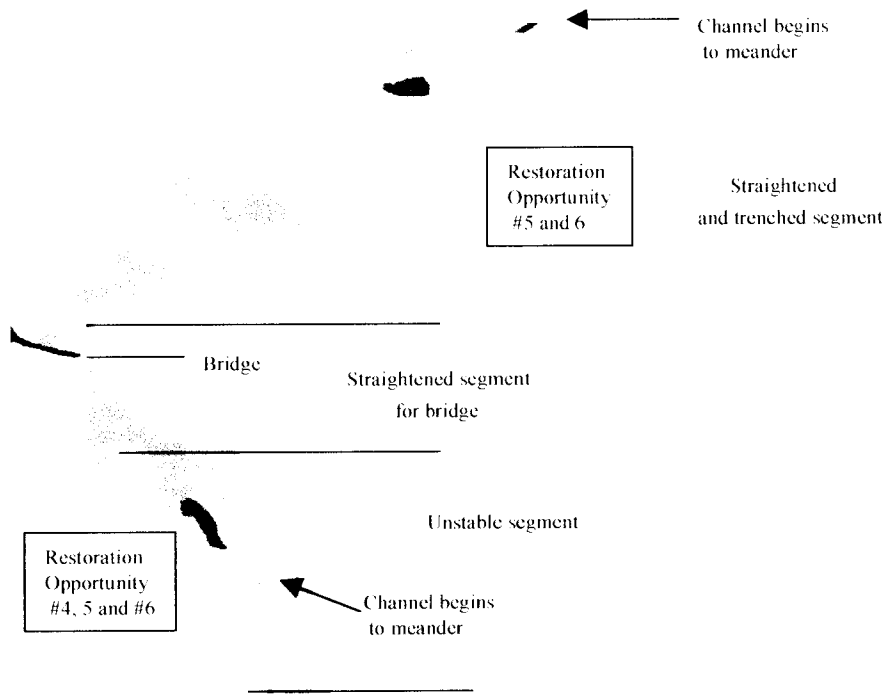 Channel begins
to meander
Restoration
Opportunity
#5 and 6
Straightened
and trenched segment
Bridge
Straightened segment
for bridge
Unstable segment
Restoration
Opportunity
#4, 5 and #6
Channel begins
to meander